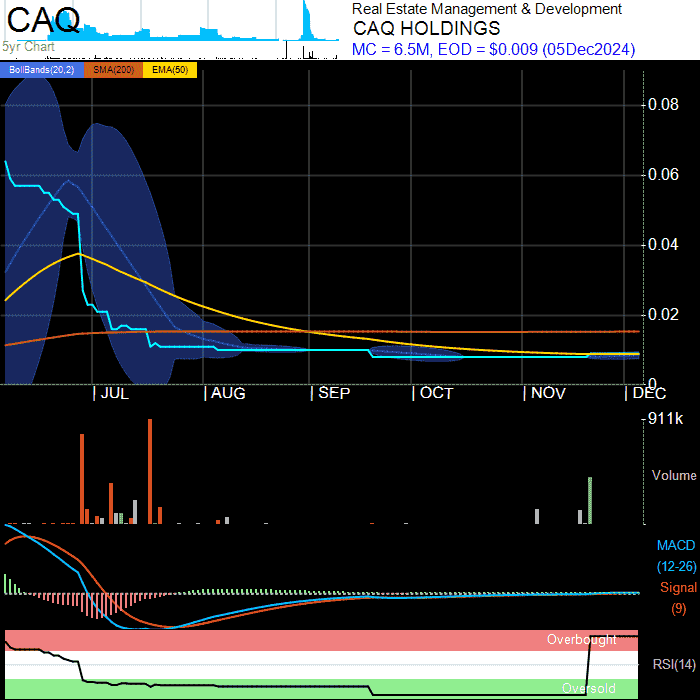 CAQ
5yr Chart
Real Estate Management & Development
CAQ HOLDINGS
MC = 6.5M, EOD = $0.009 (05Dec2024)
BollBands(20,2) SMA(200) EMA(50)
0.08
0.06
0.04
0.02
0
JUL AUG SEP OCT NOV DEC
911k
Volume
MACD
(12-26)
Signal
(9)
Overbought
RSI(14)
Oversold